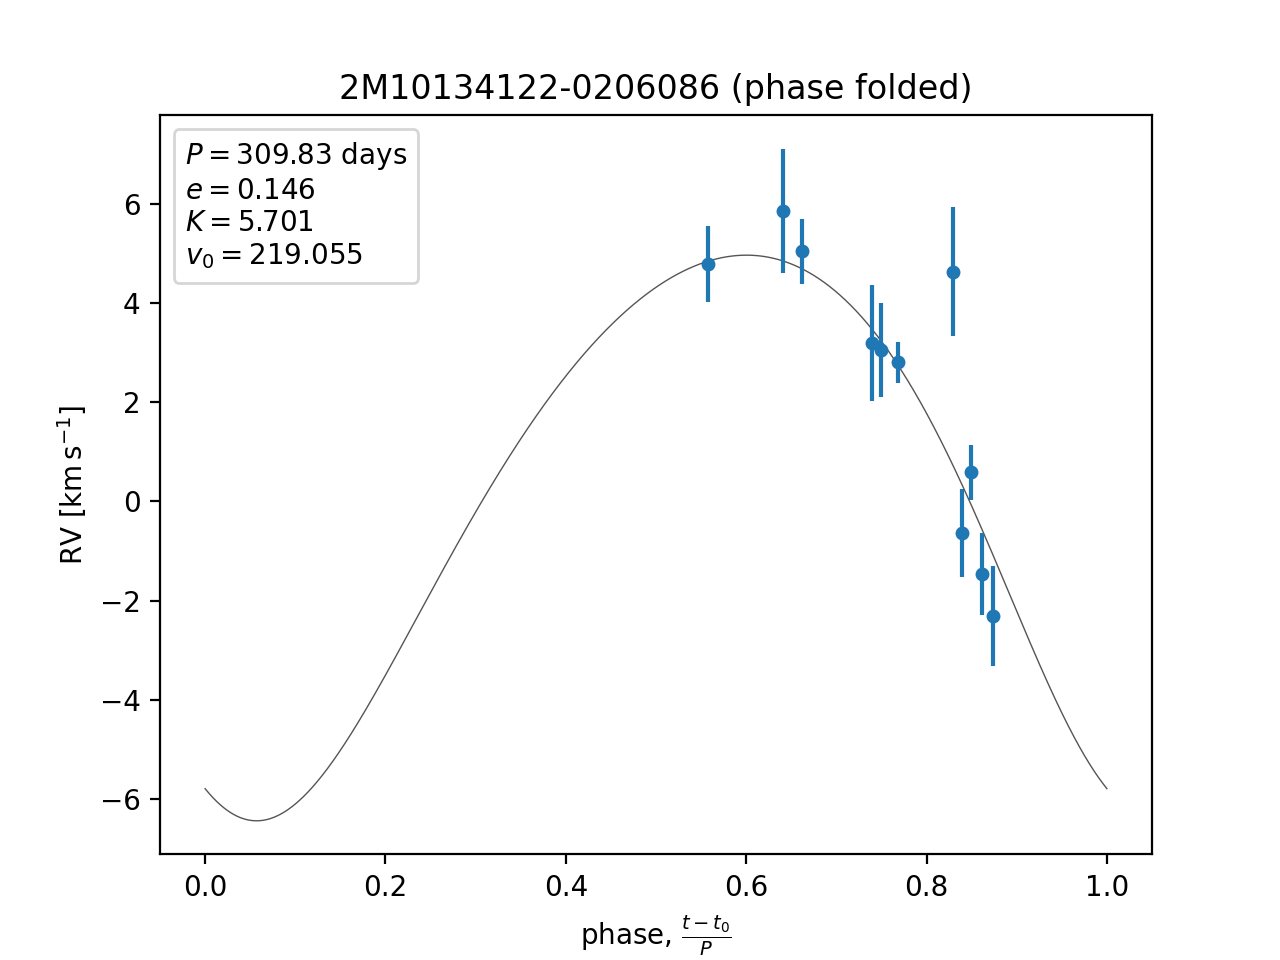 2M10134122-0206086 (phase folded)
P = 309.83 days
e = 0.146
K = 5.701
v₀ = 219.055
6
4
2
0
−2
−4
−6
RV [km s⁻¹]
0.0 0.2 0.4 0.6 0.8 1.0
phase, (t − t₀)/P